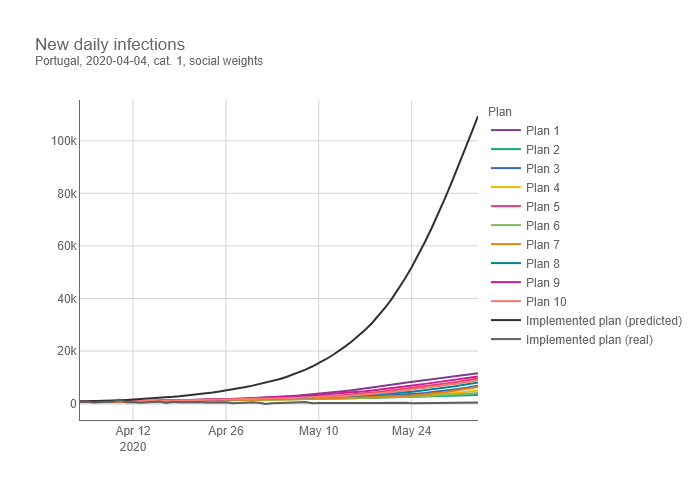 New daily infections
Portugal, 2020-04-04, cat. 1, social weights
Plan
Plan 1
Plan 2
Plan 3
Plan 4
Plan 5
Plan 6
Plan 7
Plan 8
Plan 9
Plan 10
Implemented plan (predicted)
Implemented plan (real)
100k
80k
60k
40k
20k
0
Apr 12 Apr 26 May 10 May 24
2020